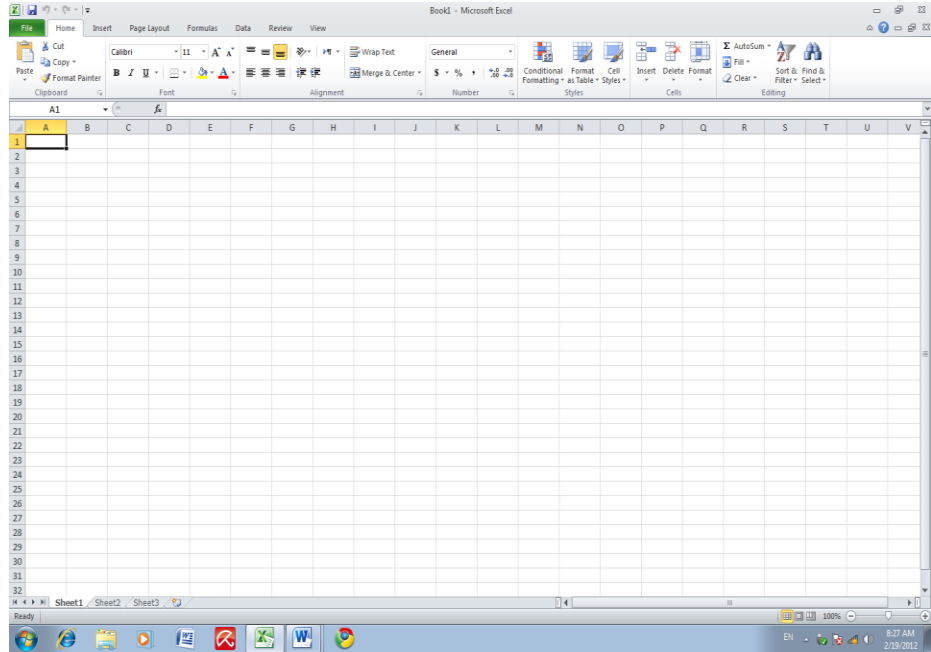 Book1 - Microsoft Excel
File Home Insert Page Layout Formulas Data Review View
Paste
Cut
Copy
Format Painter
Clipboard
Calibri 11
B I U
Font
Wrap Text
Merge & Center
Alignment
General
$ % , .0 .00 .00 .0
Number
Conditional Formatting
Format as Table
Cell Styles
Styles
Insert Delete Format
Cells
Σ AutoSum
Fill
Clear
Sort & Filter
Find & Select
Editing
A1 fx
A B C D E F G H I J K L M N O P Q R S T U V
1
2
3
4
5
6
7
8
9
10
11
12
13
14
15
16
17
18
19
20
21
22
23
24
25
26
27
28
29
30
31
32
Sheet1 Sheet2 Sheet3
Ready 100%
EN 8:27 AM
2/19/2012